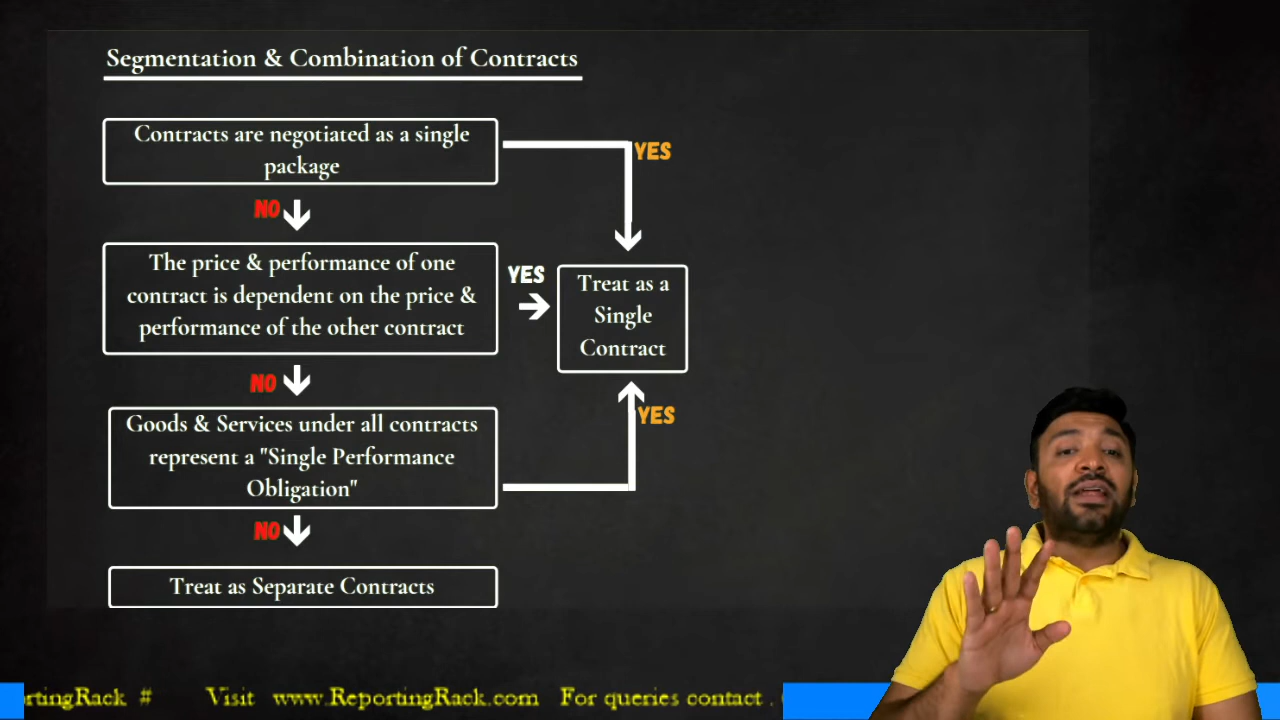 Segmentation & Combination of Contracts
Contracts are negotiated as a single
package
YES
NO
The price & performance of one
contract is dependent on the price &
performance of the other contract
YES
Treat as a
Single
Contract
NO
Goods & Services under all contracts
represent a "Single Performance
Obligation"
YES
NO
Treat as Separate Contracts
rtingRack # Visit www.ReportingRack.com For queries contact .